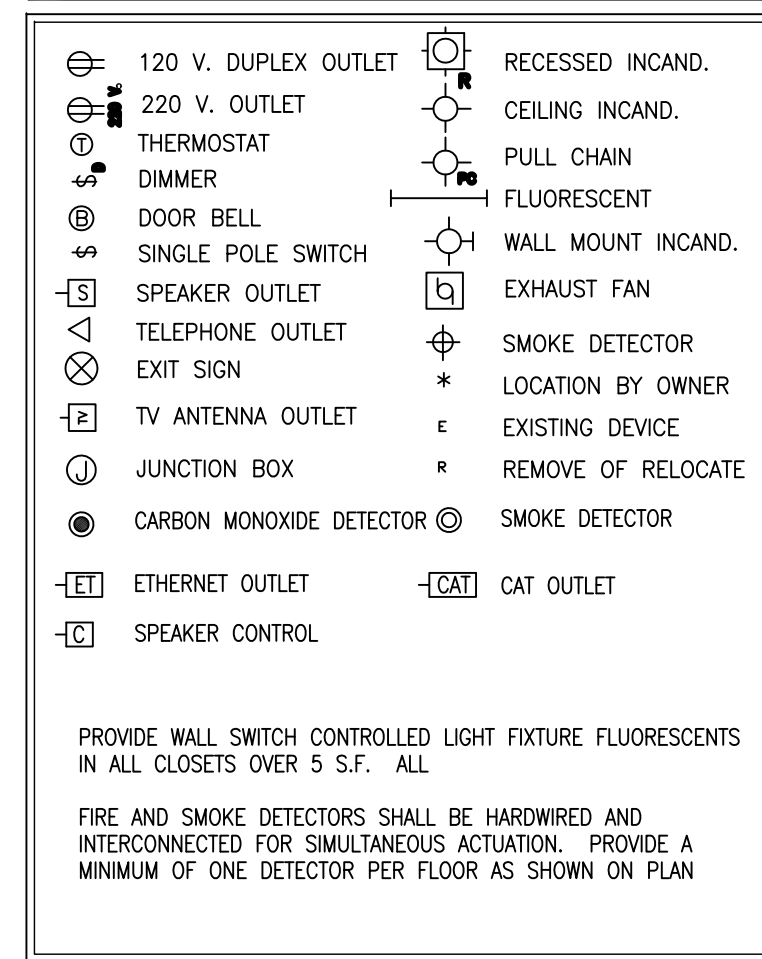 120 V. DUPLEX OUTLET
220 V.
220 V. OUTLET
T THERMOSTAT
D
DIMMER
B DOOR BELL
SINGLE POLE SWITCH
S SPEAKER OUTLET
TELEPHONE OUTLET
EXIT SIGN
TV ANTENNA OUTLET
J JUNCTION BOX
CARBON MONOXIDE DETECTOR
ET ETHERNET OUTLET
C SPEAKER CONTROL
R RECESSED INCAND.
CEILING INCAND.
PC PULL CHAIN
FLUORESCENT
WALL MOUNT INCAND.
EXHAUST FAN
SMOKE DETECTOR
* LOCATION BY OWNER
E EXISTING DEVICE
R REMOVE OF RELOCATE
SMOKE DETECTOR
CAT CAT OUTLET
PROVIDE WALL SWITCH CONTROLLED LIGHT FIXTURE FLUORESCENTS
IN ALL CLOSETS OVER 5 S.F. ALL
FIRE AND SMOKE DETECTORS SHALL BE HARDWIRED AND
INTERCONNECTED FOR SIMULTANEOUS ACTUATION. PROVIDE A
MINIMUM OF ONE DETECTOR PER FLOOR AS SHOWN ON PLAN